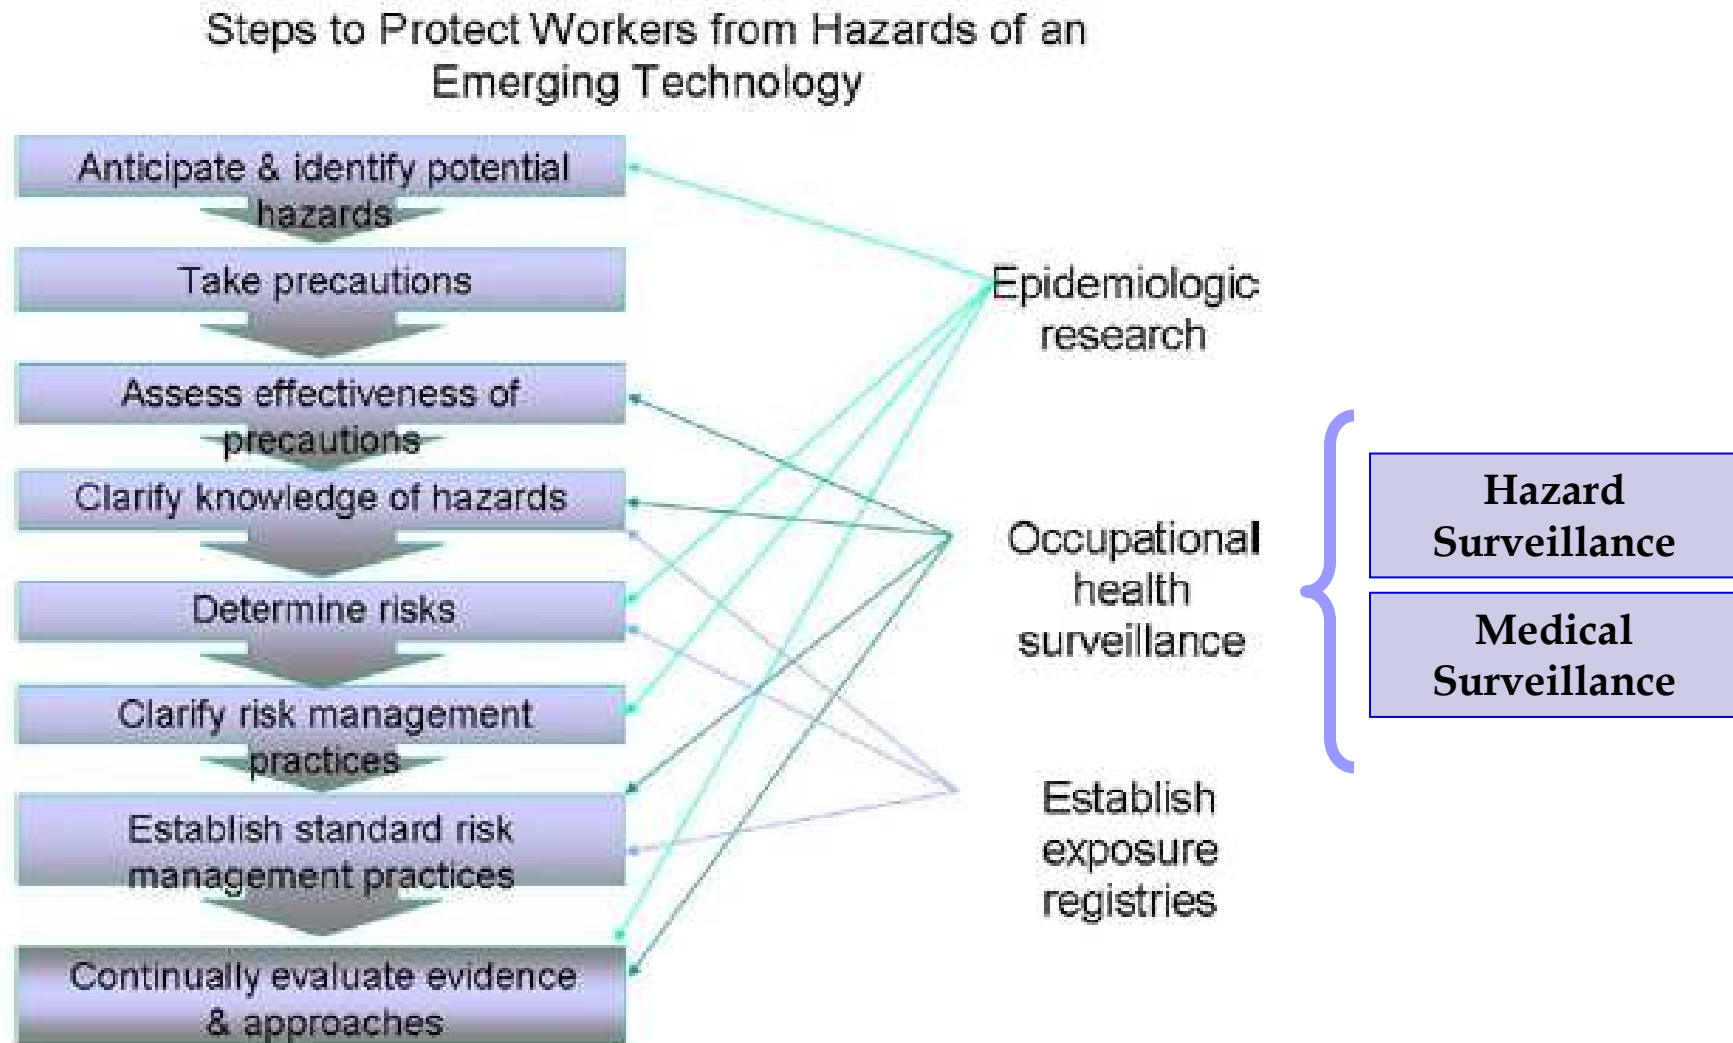 Steps to Protect Workers from Hazards of an
Emerging Technology
Anticipate & identify potential
hazards
Take precautions
Assess effectiveness of
precautions
Clarify knowledge of hazards
Determine risks
Clarify risk management
practices
Establish standard risk
management practices
Continually evaluate evidence
& approaches
Epidemiologic
research
Occupational
health
surveillance
Establish
exposure
registries
Hazard
Surveillance
Medical
Surveillance